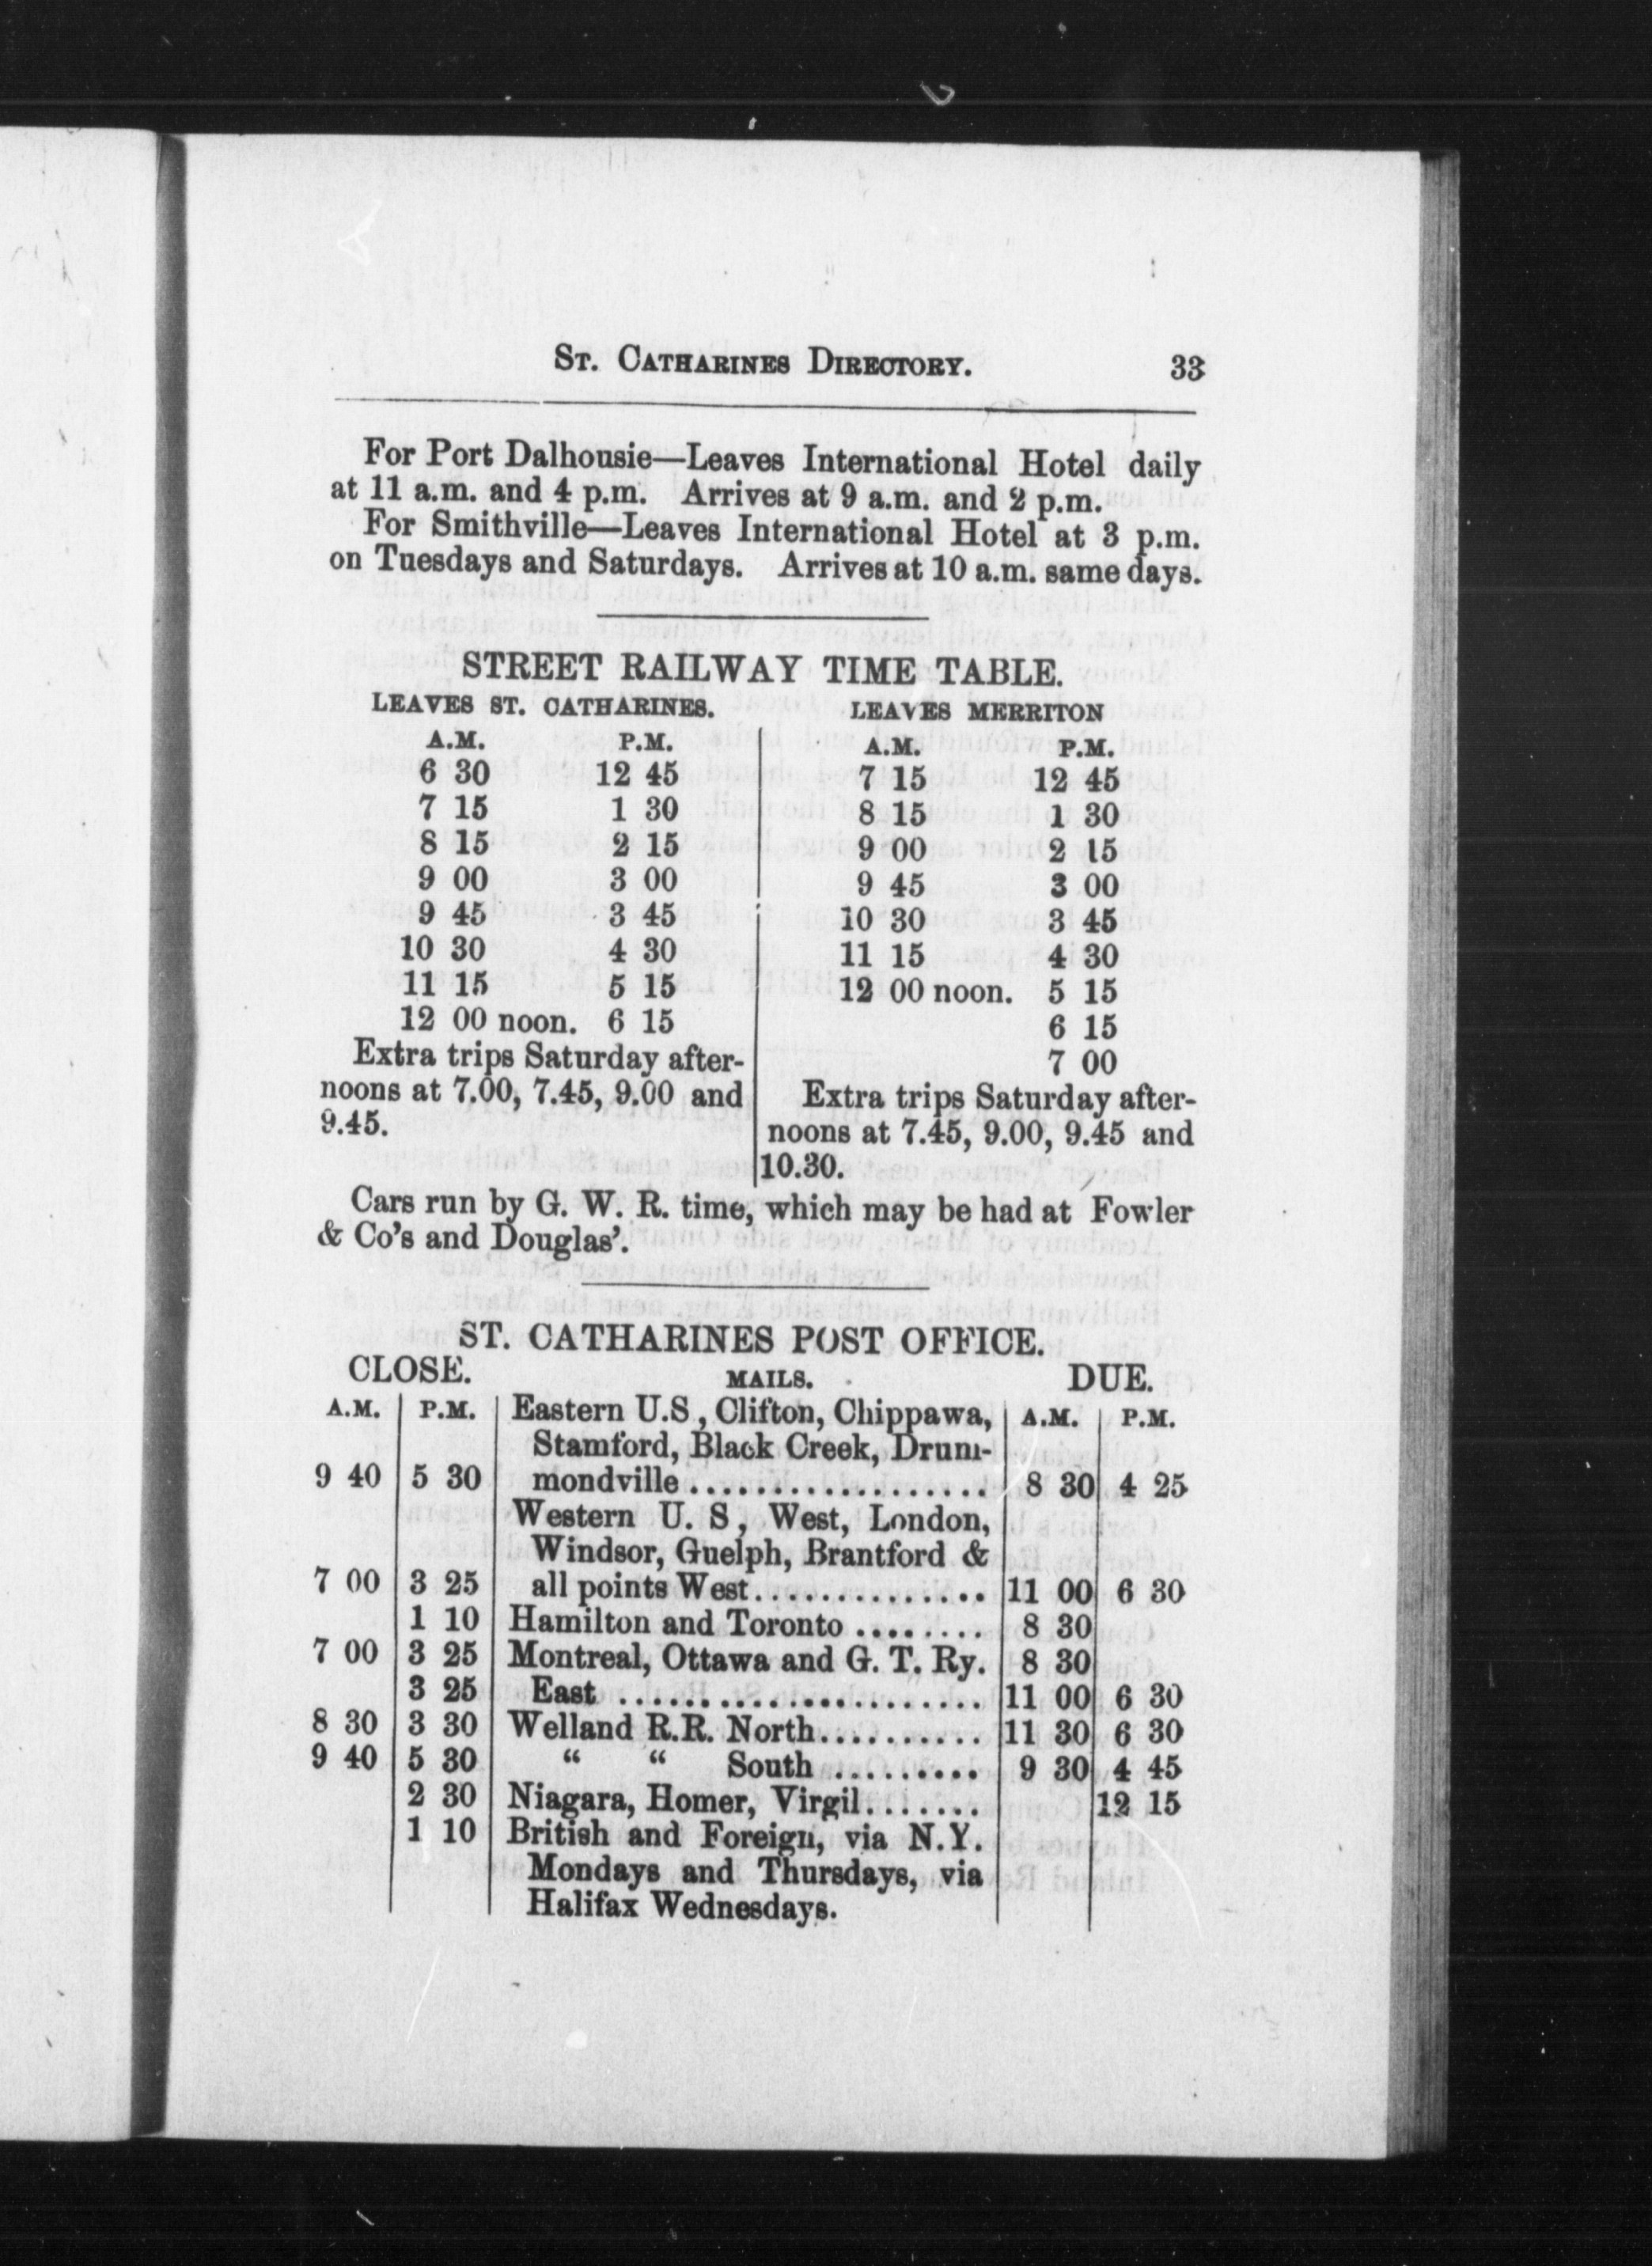 St. Catharines Directory. 33
For Port Dalhousie—Leaves International Hotel daily
at 11 a.m. and 4 p.m. Arrives at 9 a.m. and 2 p.m.
For Smithville—Leaves International Hotel at 3 p.m.
on Tuesdays and Saturdays. Arrives at 10 a.m. same days.
STREET RAILWAY TIME TABLE.
LEAVES ST. CATHARINES. LEAVES MERRITON
A.M. P.M. A.M. P.M.
6 30 12 45 7 15 12 45
7 15 1 30 8 15 1 30
8 15 2 15 9 00 2 15
9 00 3 00 9 45 3 00
9 45 3 45 10 30 3 45
10 30 4 30 11 15 4 30
11 15 5 15 12 00 noon. 5 15
12 00 noon. 6 15 6 15
7 00
Extra trips Saturday after-
noons at 7.00, 7.45, 9.00 and
9.45.
Extra trips Saturday after-
noons at 7.45, 9.00, 9.45 and
10.30.
Cars run by G. W. R. time, which may be had at Fowler
& Co's and Douglas'.
ST. CATHARINES POST OFFICE.
CLOSE. MAILS. DUE.
A.M. P.M. Eastern U.S , Clifton, Chippawa, A.M. P.M.
Stamford, Black Creek, Drum-
9 40 5 30 mondville .................. 8 30 4 25
Western U. S , West, London,
Windsor, Guelph, Brantford &
7 00 3 25 all points West.............. 11 00 6 30
1 10 Hamilton and Toronto ........ 8 30
7 00 3 25 Montreal, Ottawa and G. T. Ry. 8 30
3 25 East ...................... 11 00 6 30
8 30 3 30 Welland R.R. North.......... 11 30 6 30
9 40 5 30 “ “ South ......... 9 30 4 45
2 30 Niagara, Homer, Virgil....... 12 15
1 10 British and Foreign, via N.Y.
Mondays and Thursdays, via
Halifax Wednesdays.